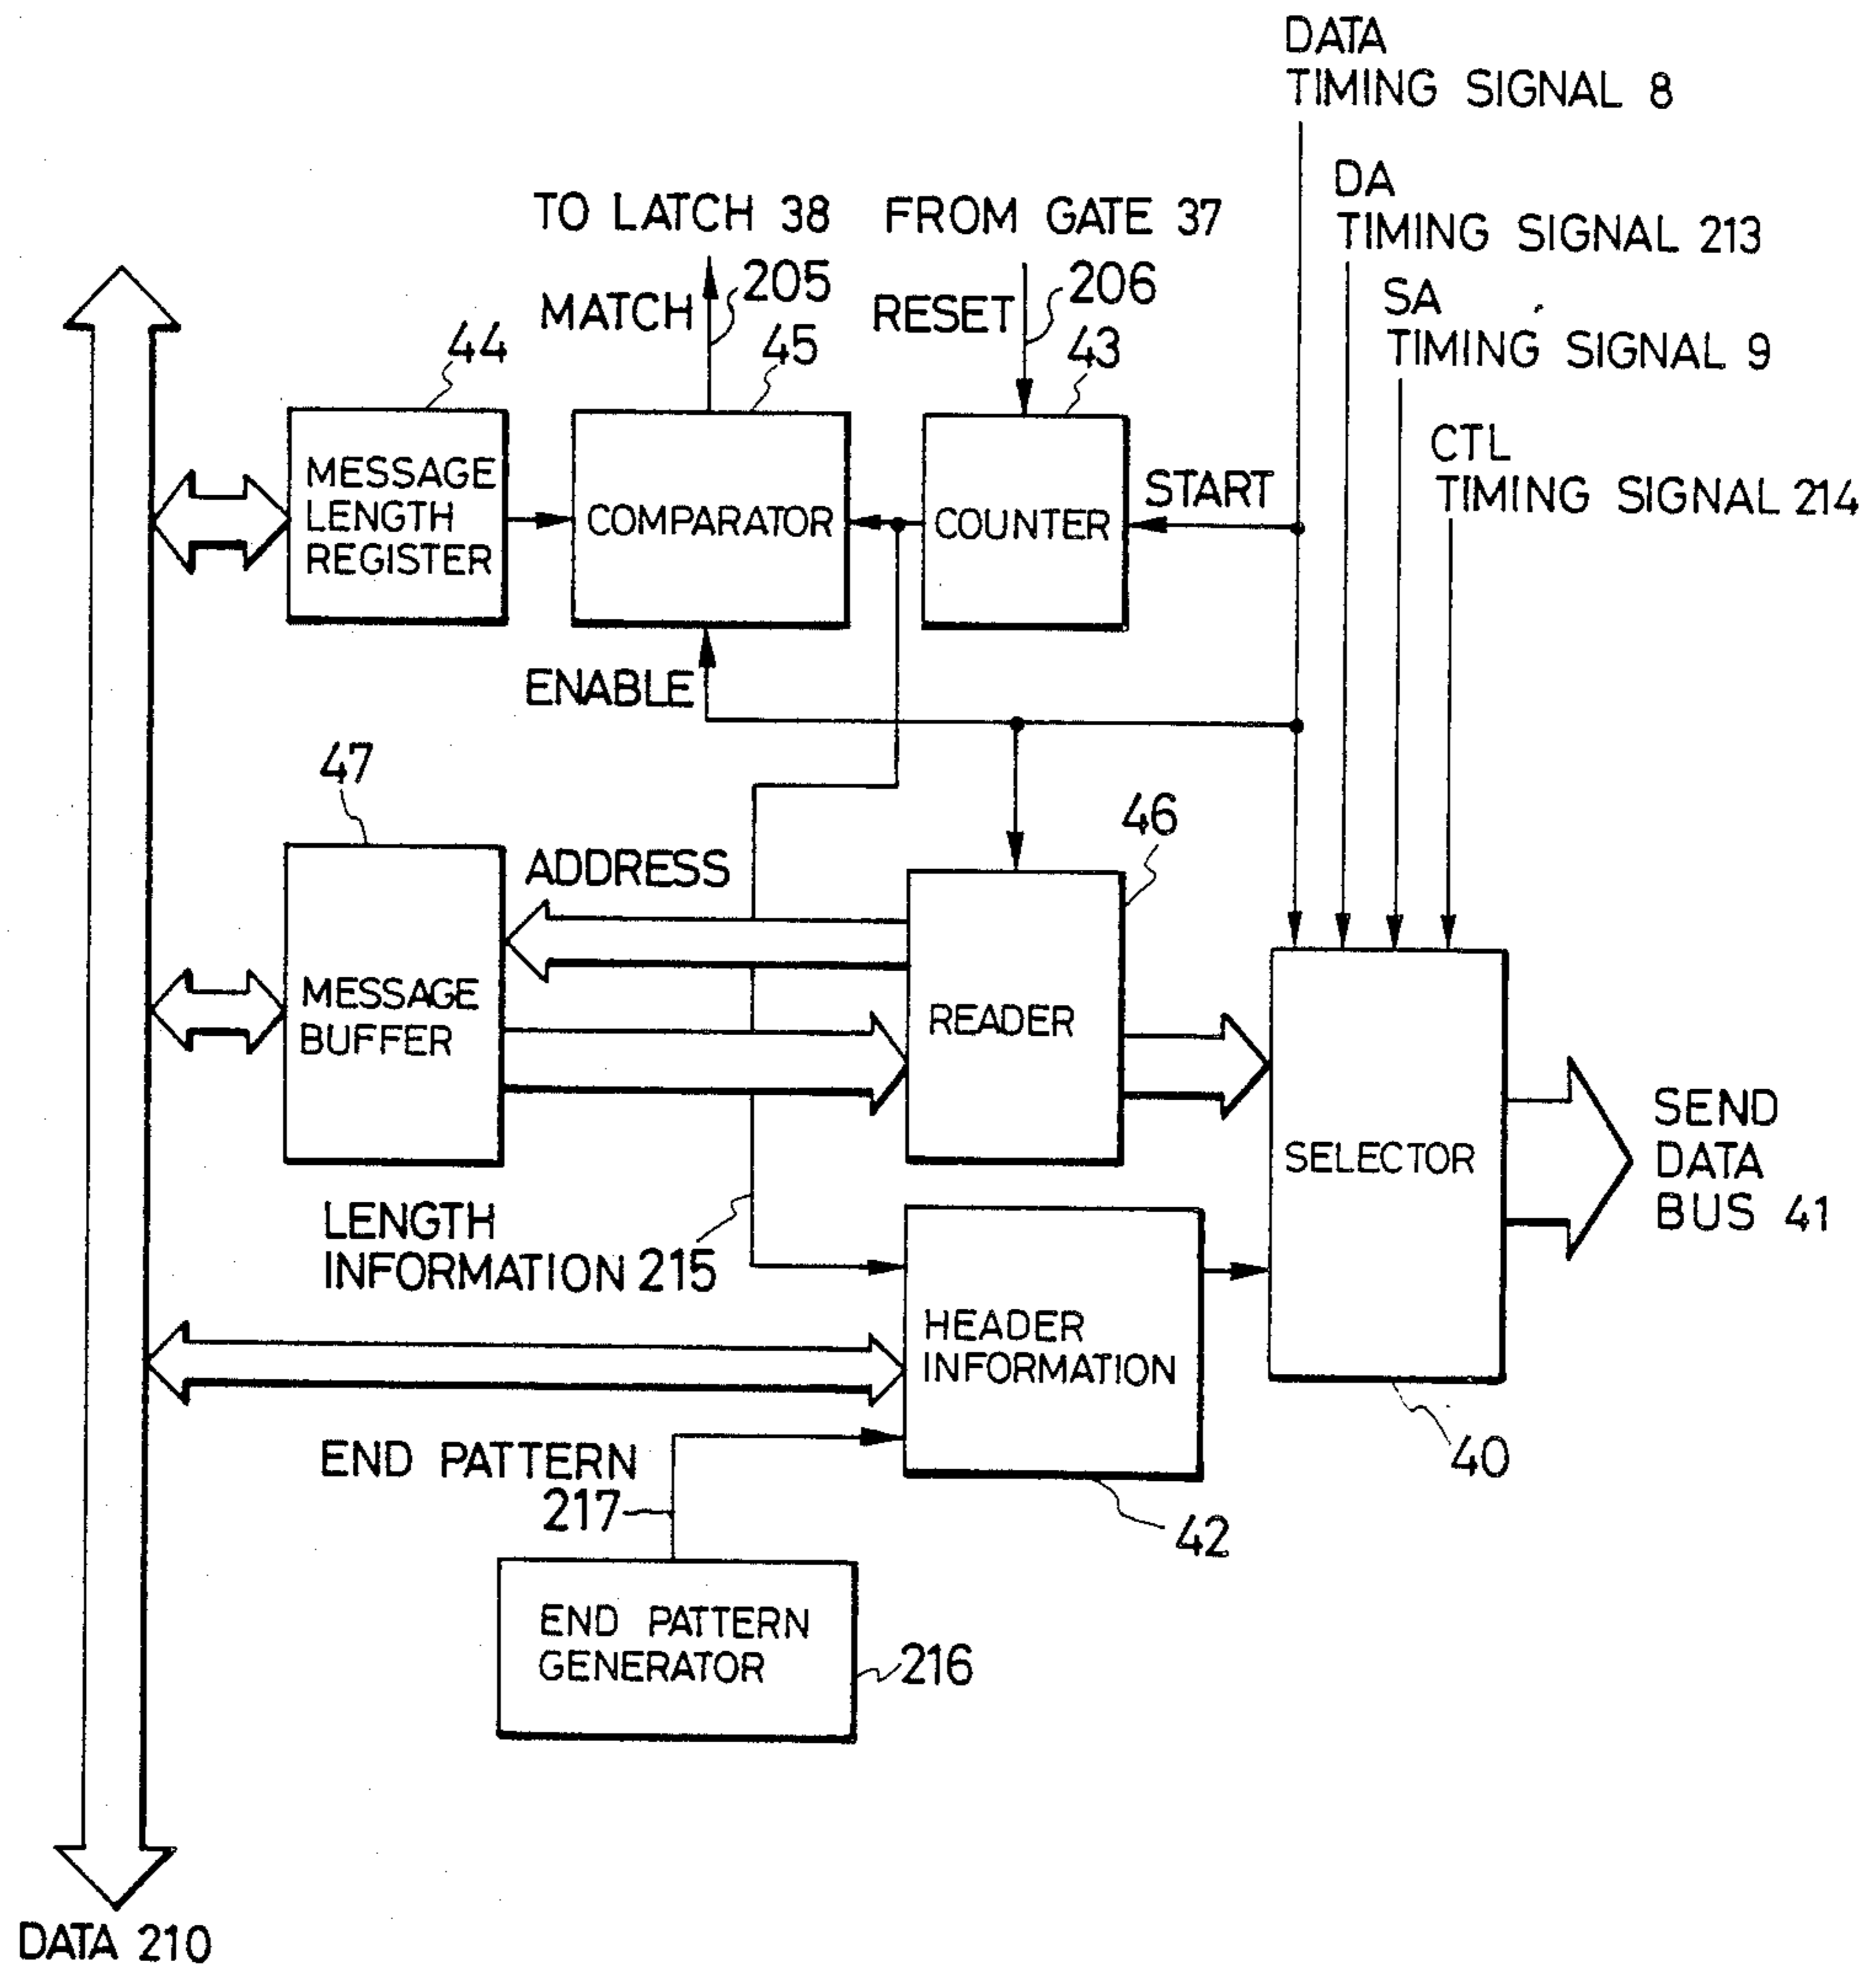 DATA
TIMING SIGNAL 8
DA
TIMING SIGNAL 213
SA
TIMING SIGNAL 9
CTL
TIMING SIGNAL 214
TO LATCH 38
FROM GATE 37
MATCH
205
RESET
206
44
45
43
MESSAGE
LENGTH
REGISTER
COMPARATOR
COUNTER
START
ENABLE
47
46
ADDRESS
MESSAGE
BUFFER
READER
SELECTOR
SEND
DATA
BUS 41
LENGTH
INFORMATION 215
HEADER
INFORMATION
40
END PATTERN
217
42
END PATTERN
GENERATOR
216
DATA 210